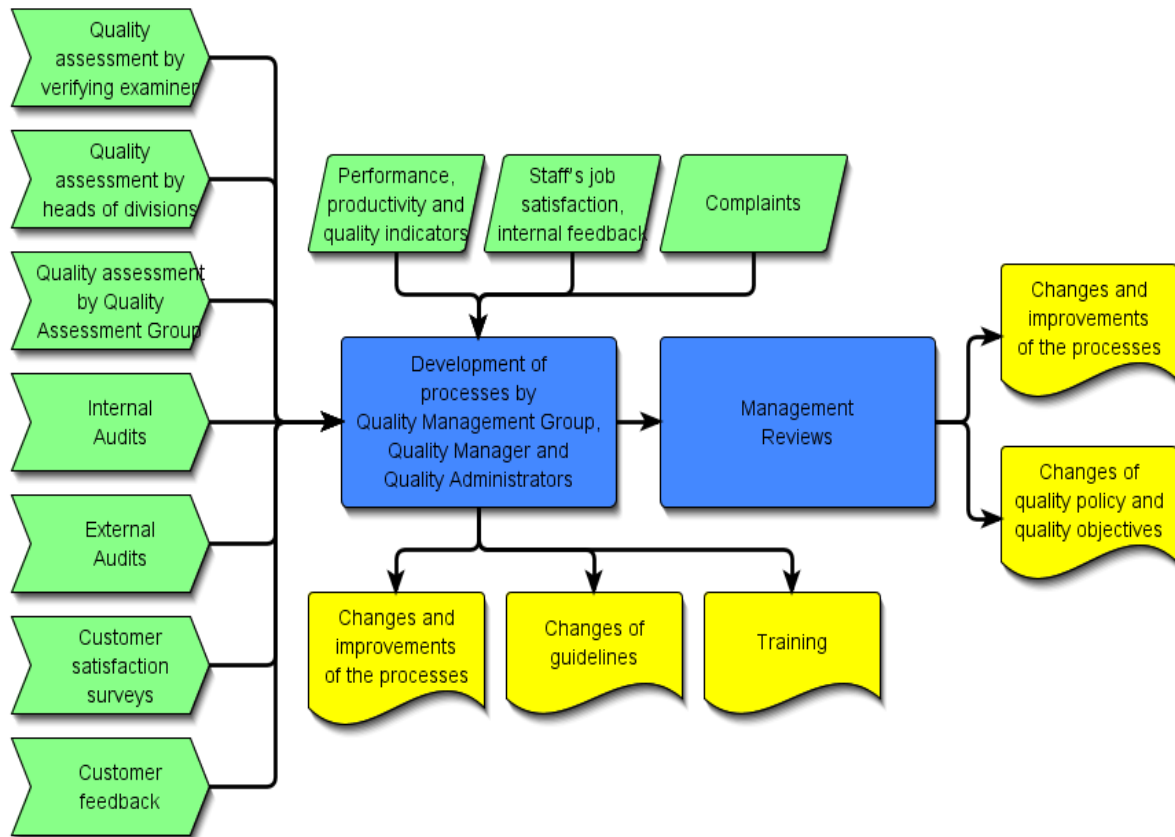 Quality
assessment by
verifying examiner
Quality
assessment by
heads of divisions
Quality assessment
by Quality
Assessment Group
Internal
Audits
External
Audits
Customer
satisfaction
surveys
Customer
feedback
Performance,
productivity and
quality indicators
Staff's job
satisfaction,
internal feedback
Complaints
Development of
processes by
Quality Management Group,
Quality Manager and
Quality Administrators
Management
Reviews
Changes and
improvements
of the processes
Changes of
quality policy and
quality objectives
Changes and
improvements
of the processes
Changes of
guidelines
Training